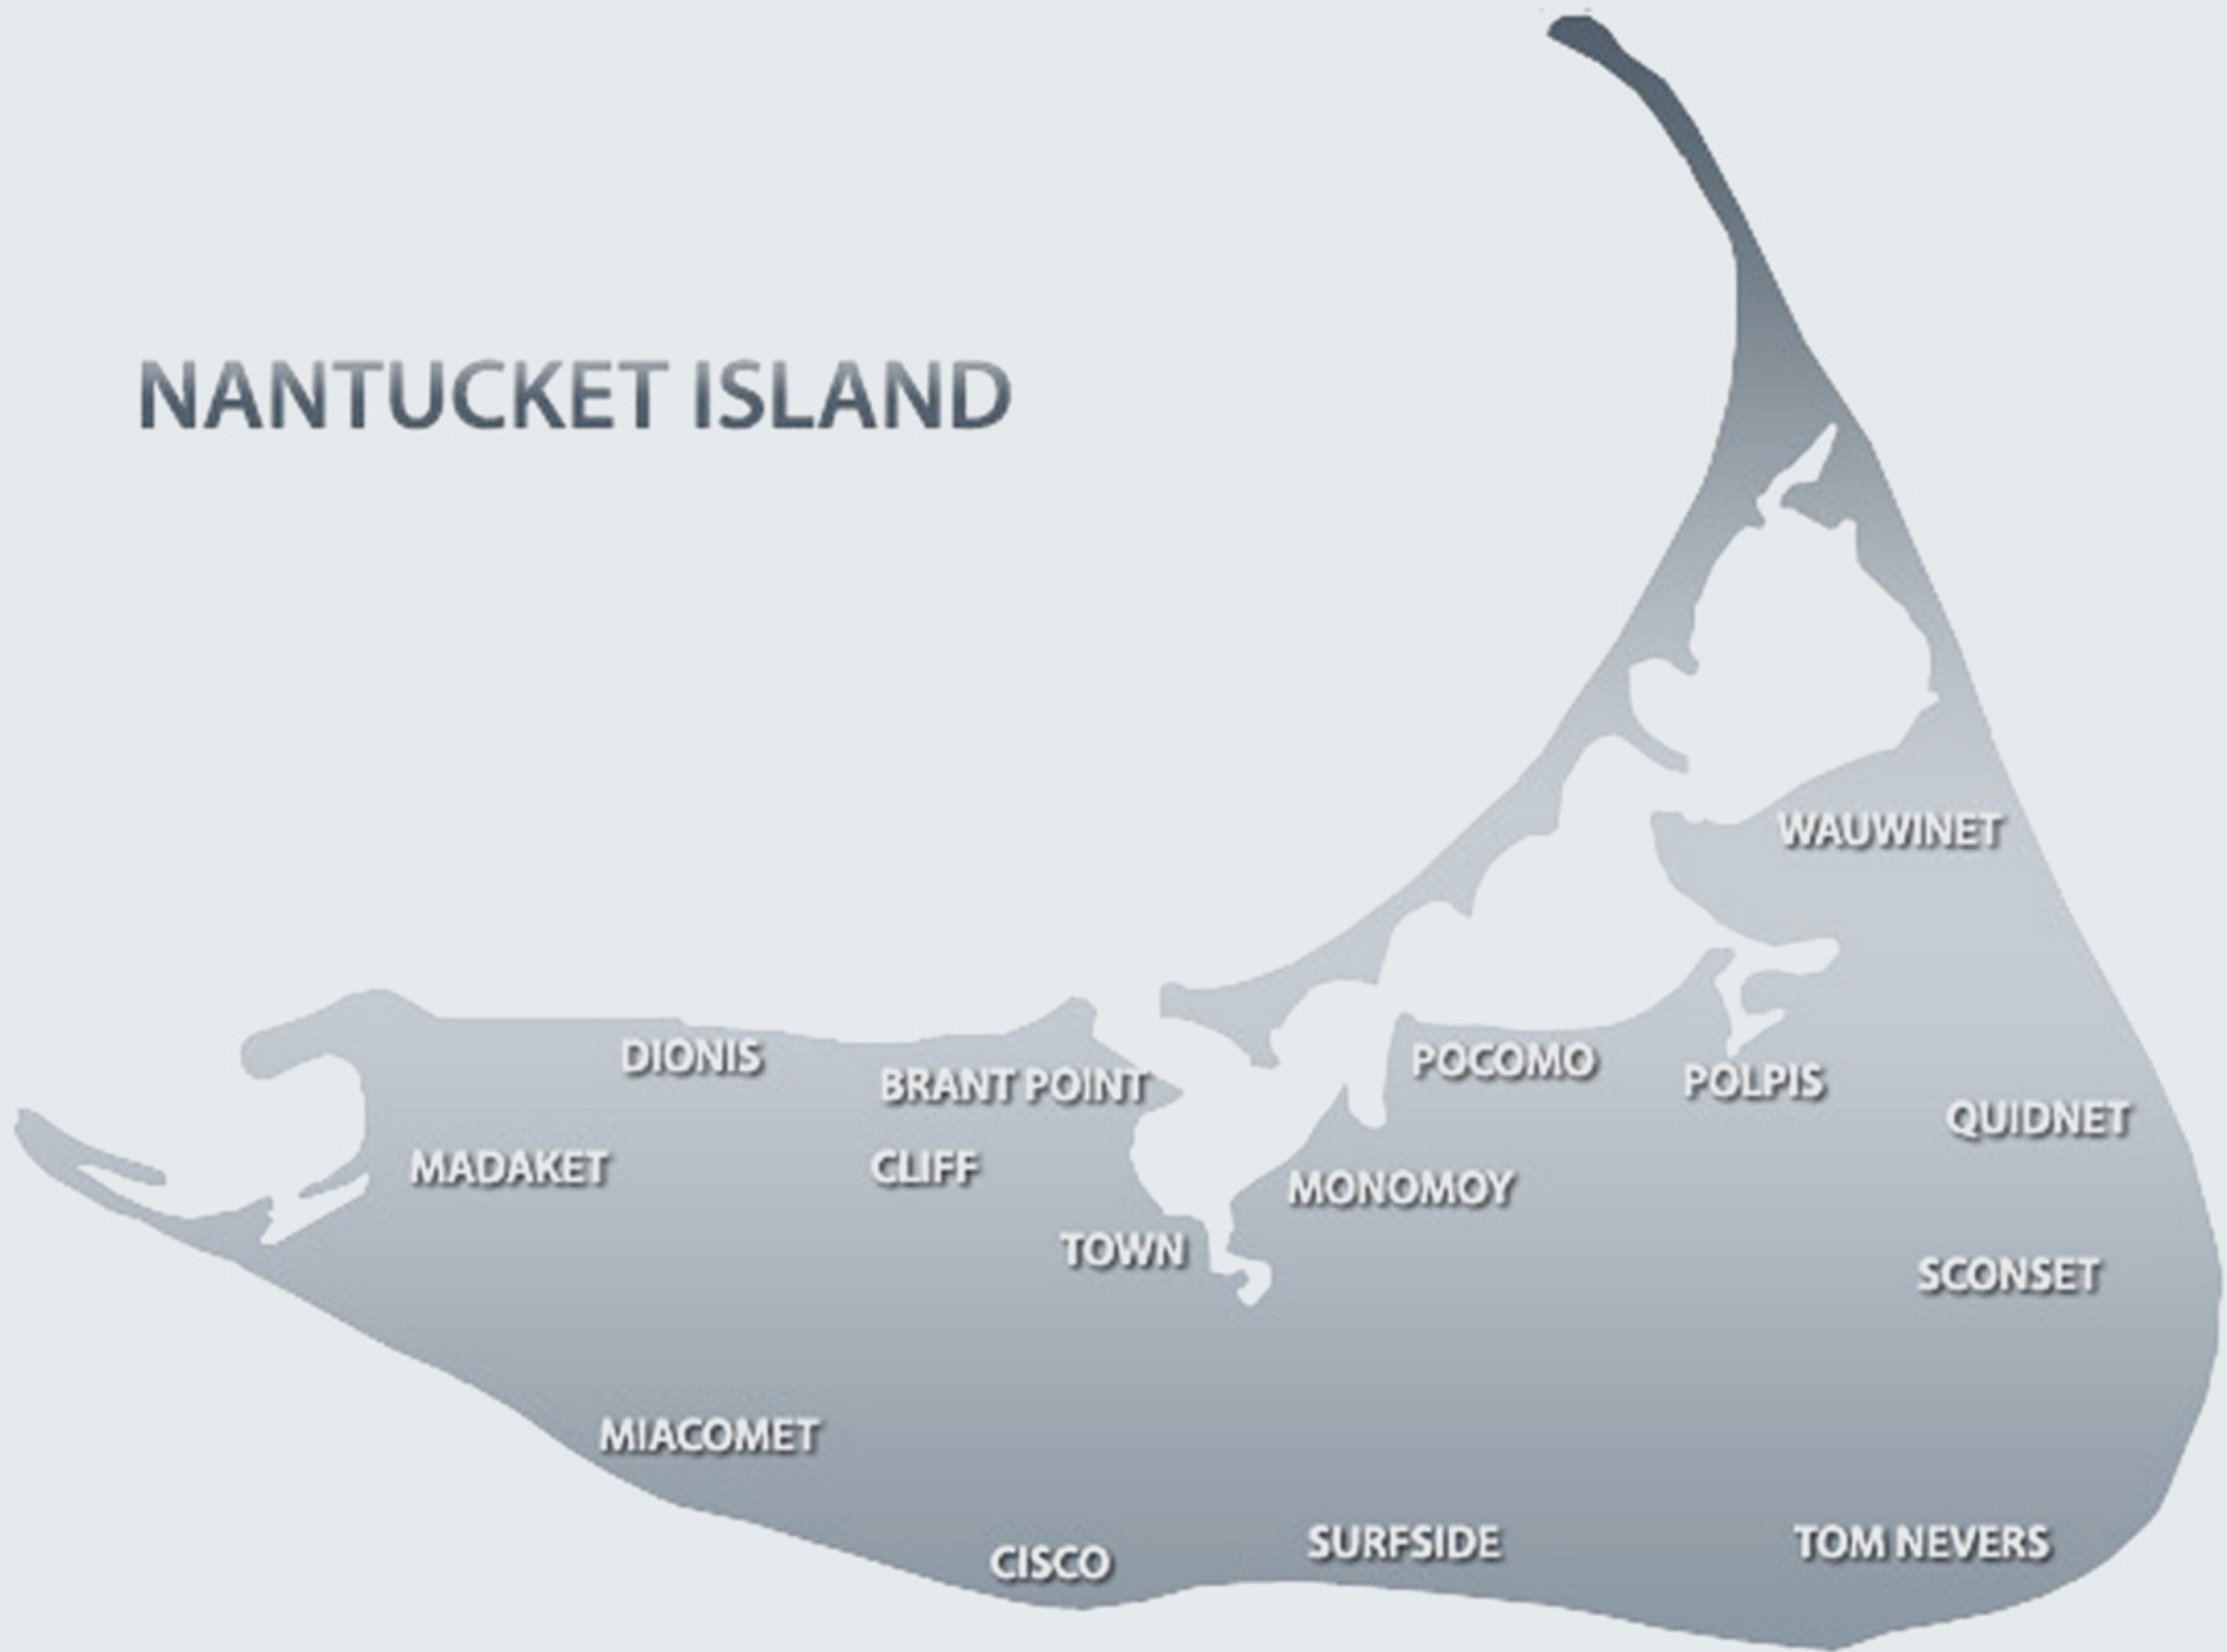 NANTUCKET ISLAND
WAUWINET
DIONIS
BRANT POINT
POCOMO
POLPIS
QUIDNET
MADAKET
CLIFF
MONOMOY
TOWN
SCONSET
MIACOMET
CISCO
SURFSIDE
TOM NEVERS